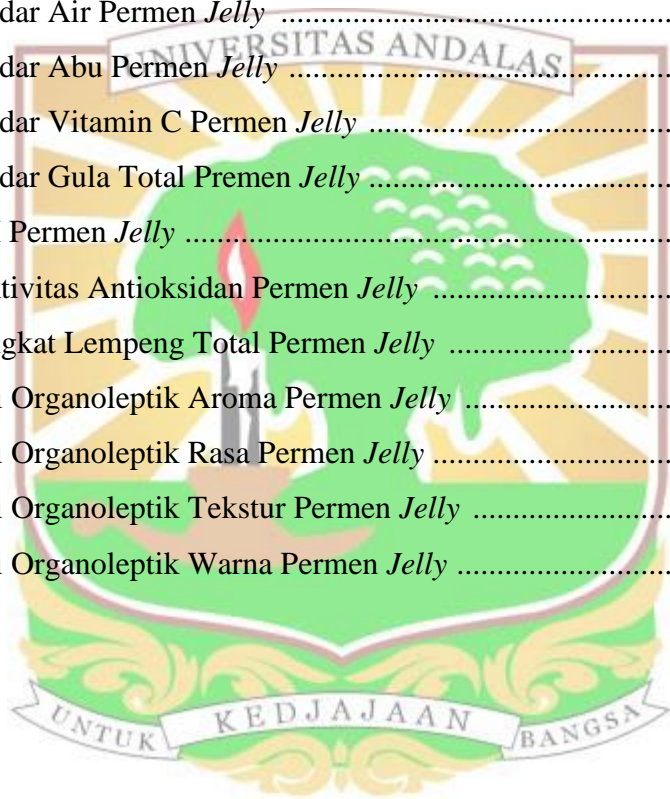 dar Air Permen Jelly ........................................
UNIVERSITAS ANDALAS
dar Abu Permen Jelly ........................................
dar Vitamin C Permen Jelly ..............................
dar Gula Total Premen Jelly ..............................
Permen Jelly ..................................................
tivitas Antioksidan Permen Jelly ........................
gkat Lempeng Total Permen Jelly ......................
i Organoleptik Aroma Permen Jelly ....................
i Organoleptik Rasa Permen Jelly ........................
i Organoleptik Tekstur Permen Jelly ....................
i Organoleptik Warna Permen Jelly ......................
UNTUK KEDJAJAAN BANGSA